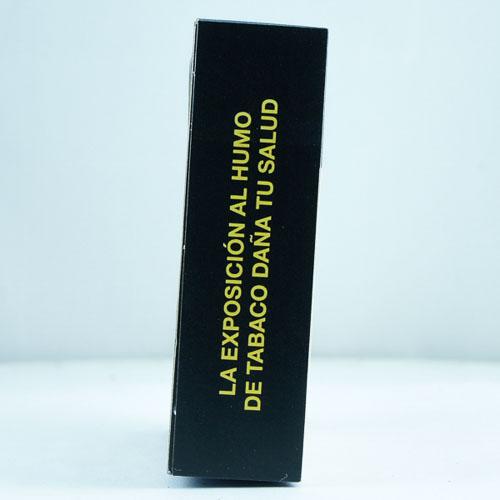 LA EXPOSICIÓN AL HUMO
DE TABACO DAÑA TU SALUD